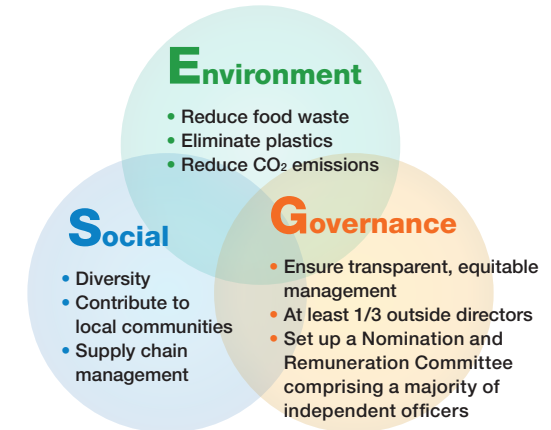 Environment
• Reduce food waste
• Eliminate plastics
• Reduce CO₂ emissions
Social
• Diversity
• Contribute to
local communities
• Supply chain
management
Governance
• Ensure transparent, equitable
management
• At least 1/3 outside directors
• Set up a Nomination and
Remuneration Committee
comprising a majority of
independent officers